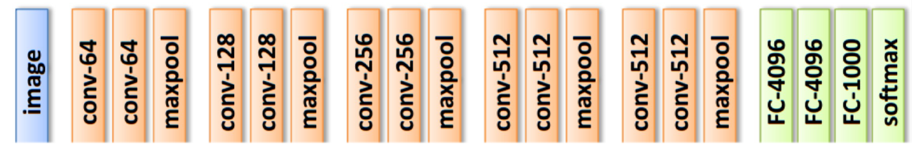 image
conv-64
conv-64
maxpool
conv-128
conv-128
maxpool
conv-256
conv-256
maxpool
conv-512
conv-512
maxpool
conv-512
conv-512
maxpool
FC-4096
FC-4096
FC-1000
softmax